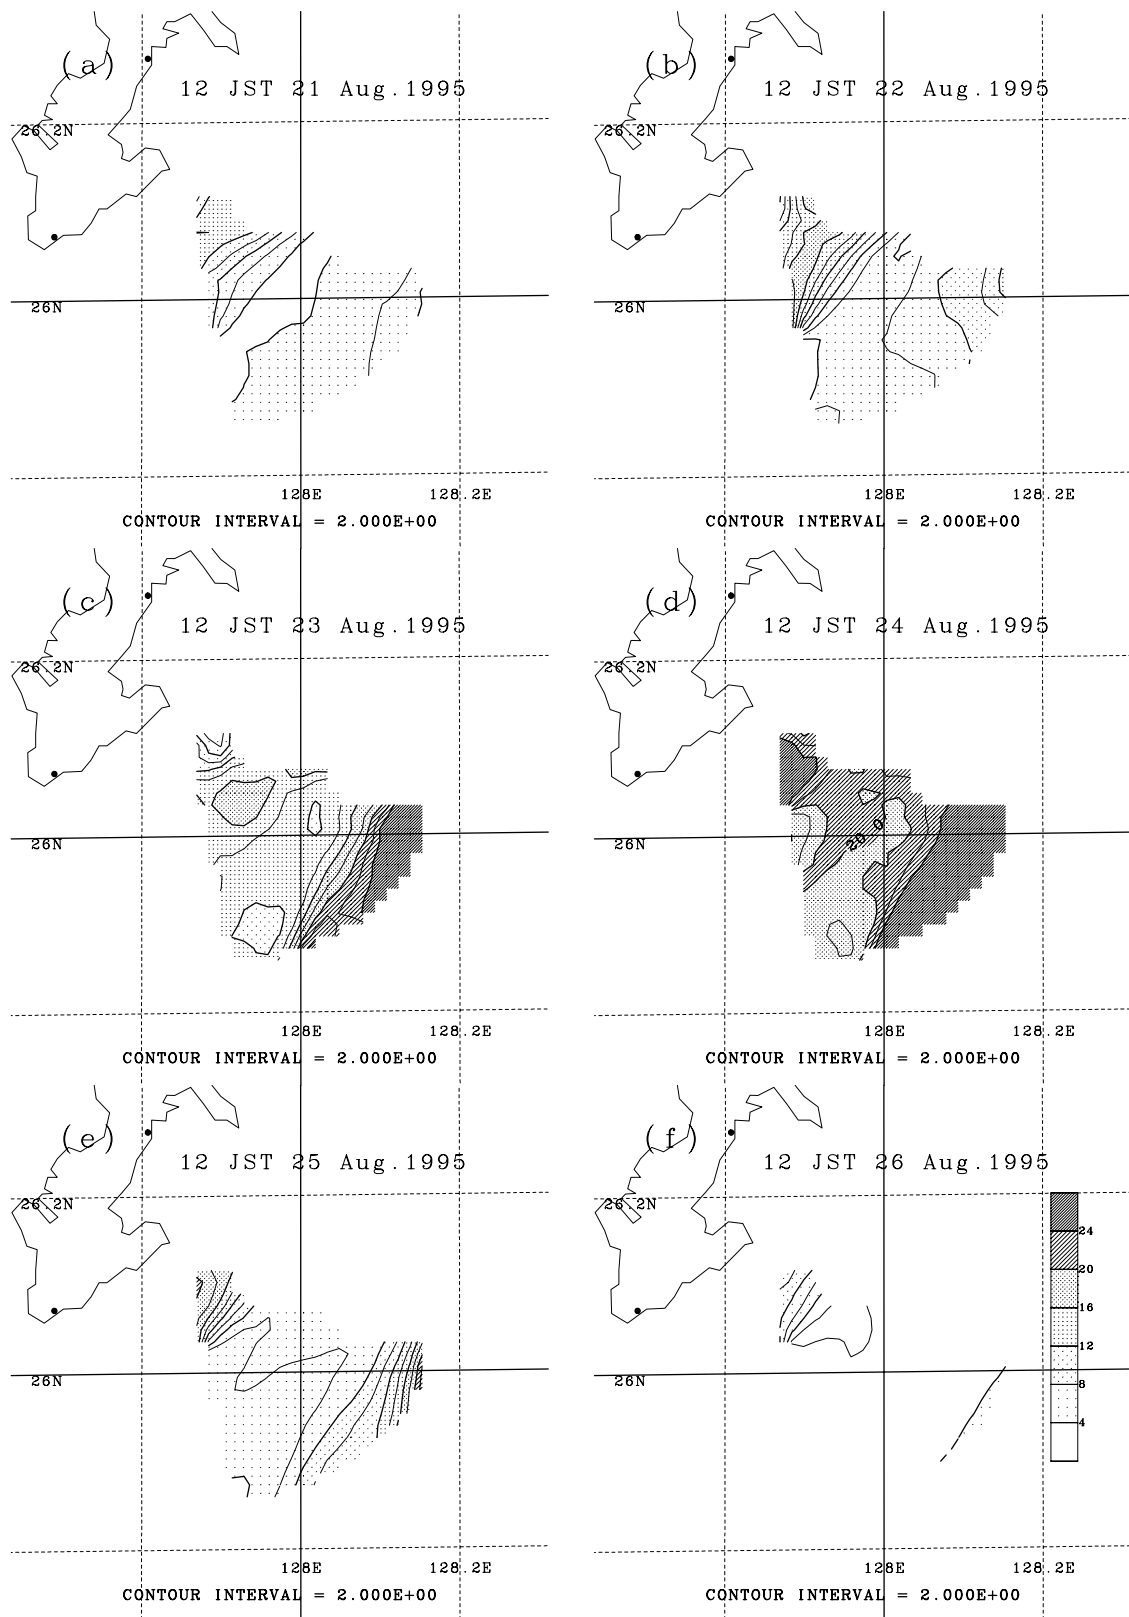 (a)
12 JST 21 Aug.1995
26.2N
26N
128E
128.2E
CONTOUR INTERVAL = 2.000E+00
(b)
12 JST 22 Aug.1995
26.2N
26N
128E
128.2E
CONTOUR INTERVAL = 2.000E+00
(c)
12 JST 23 Aug.1995
26.2N
26N
128E
128.2E
CONTOUR INTERVAL = 2.000E+00
(d)
12 JST 24 Aug.1995
26.2N
20.0
26N
128E
128.2E
CONTOUR INTERVAL = 2.000E+00
(e)
12 JST 25 Aug.1995
26.2N
26N
128E
128.2E
CONTOUR INTERVAL = 2.000E+00
(f)
12 JST 26 Aug.1995
26.2N
24
20
16
12
8
4
26N
128E
128.2E
CONTOUR INTERVAL = 2.000E+00